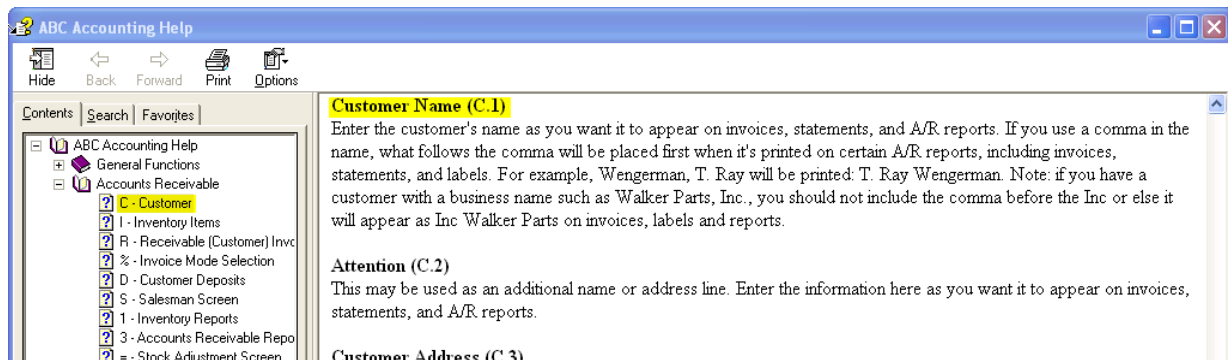 ABC Accounting Help
Hide Back Forward Print Options
Contents Search Favorites
ABC Accounting Help
General Functions
Accounts Receivable
C - Customer
I - Inventory Items
R - Receivable (Customer) Invc
% - Invoice Mode Selection
D - Customer Deposits
S - Salesman Screen
1 - Inventory Reports
3 - Accounts Receivable Repo
= - Stock Adjustment Screen
Customer Name (C.1)
Enter the customer's name as you want it to appear on invoices, statements, and A/R reports. If you use a comma in the
name, what follows the comma will be placed first when it's printed on certain A/R reports, including invoices,
statements, and labels. For example, Wengerman, T. Ray will be printed: T. Ray Wengerman. Note: if you have a
customer with a business name such as Walker Parts, Inc., you should not include the comma before the Inc or else it
will appear as Inc Walker Parts on invoices, labels and reports.
Attention (C.2)
This may be used as an additional name or address line. Enter the information here as you want it to appear on invoices,
statements, and A/R reports.
Customer Address (C.3)